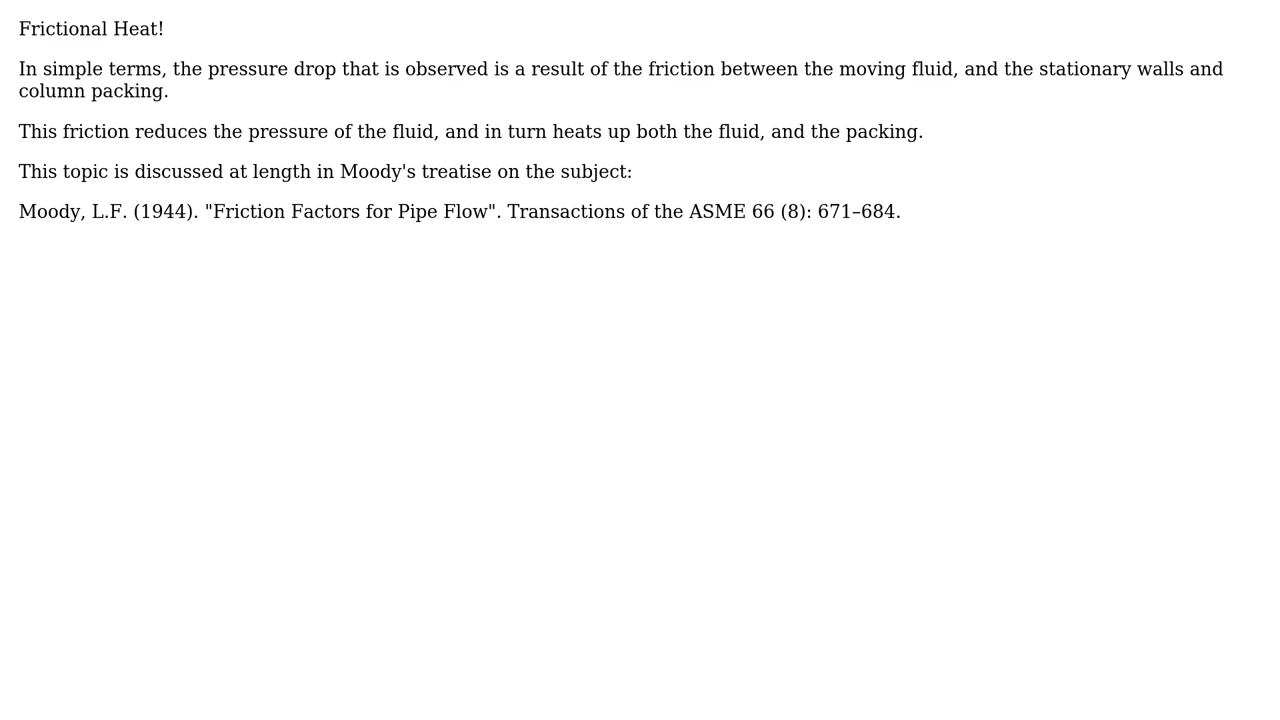 Frictional Heat!
In simple terms, the pressure drop that is observed is a result of the friction between the moving fluid, and the stationary walls and
column packing.
This friction reduces the pressure of the fluid, and in turn heats up both the fluid, and the packing.
This topic is discussed at length in Moody's treatise on the subject:
Moody, L.F. (1944). "Friction Factors for Pipe Flow". Transactions of the ASME 66 (8): 671–684.